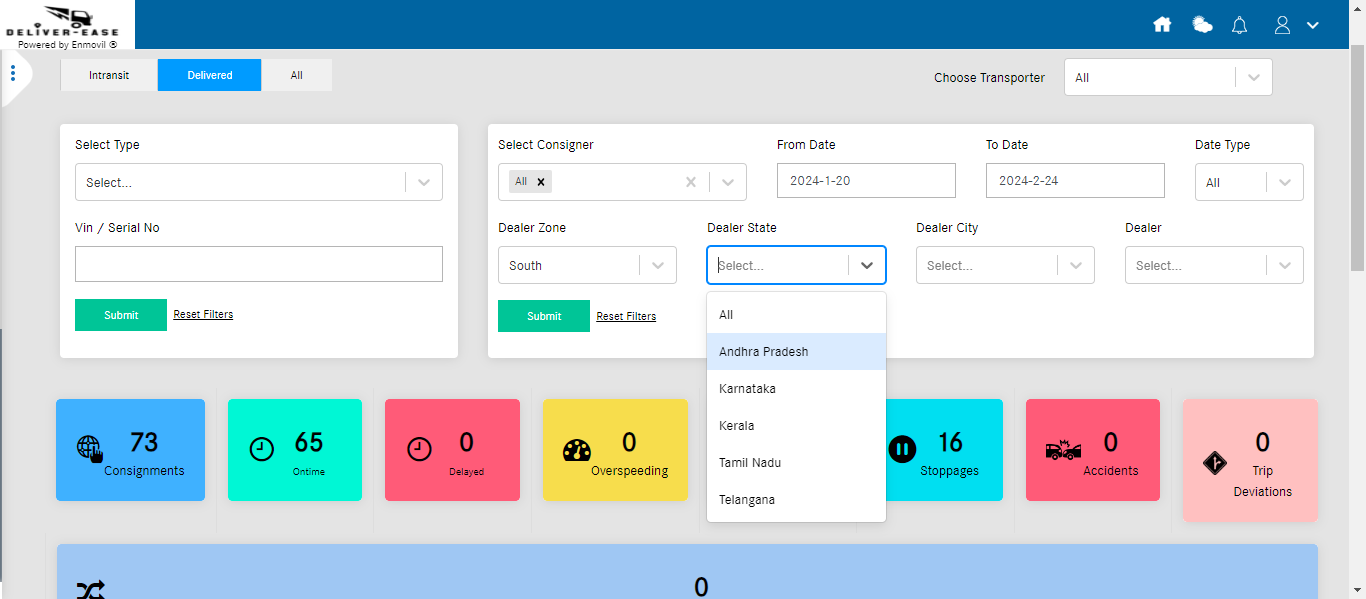 DELIVER-EASE
Powered by Enmovil ®
Intransit
Delivered
All
Choose Transporter
All
Select Type
Select...
Vin / Serial No
Submit
Reset Filters
Select Consigner
All
From Date
2024-1-20
To Date
2024-2-24
Date Type
All
Dealer Zone
South
Dealer State
Select...
Dealer City
Select...
Dealer
Select...
Submit
Reset Filters
All
Andhra Pradesh
Karnataka
Kerala
Tamil Nadu
Telangana
73
Consignments
65
Ontime
0
Delayed
0
Overspeeding
16
Stoppages
0
Accidents
0
Trip
Deviations
0